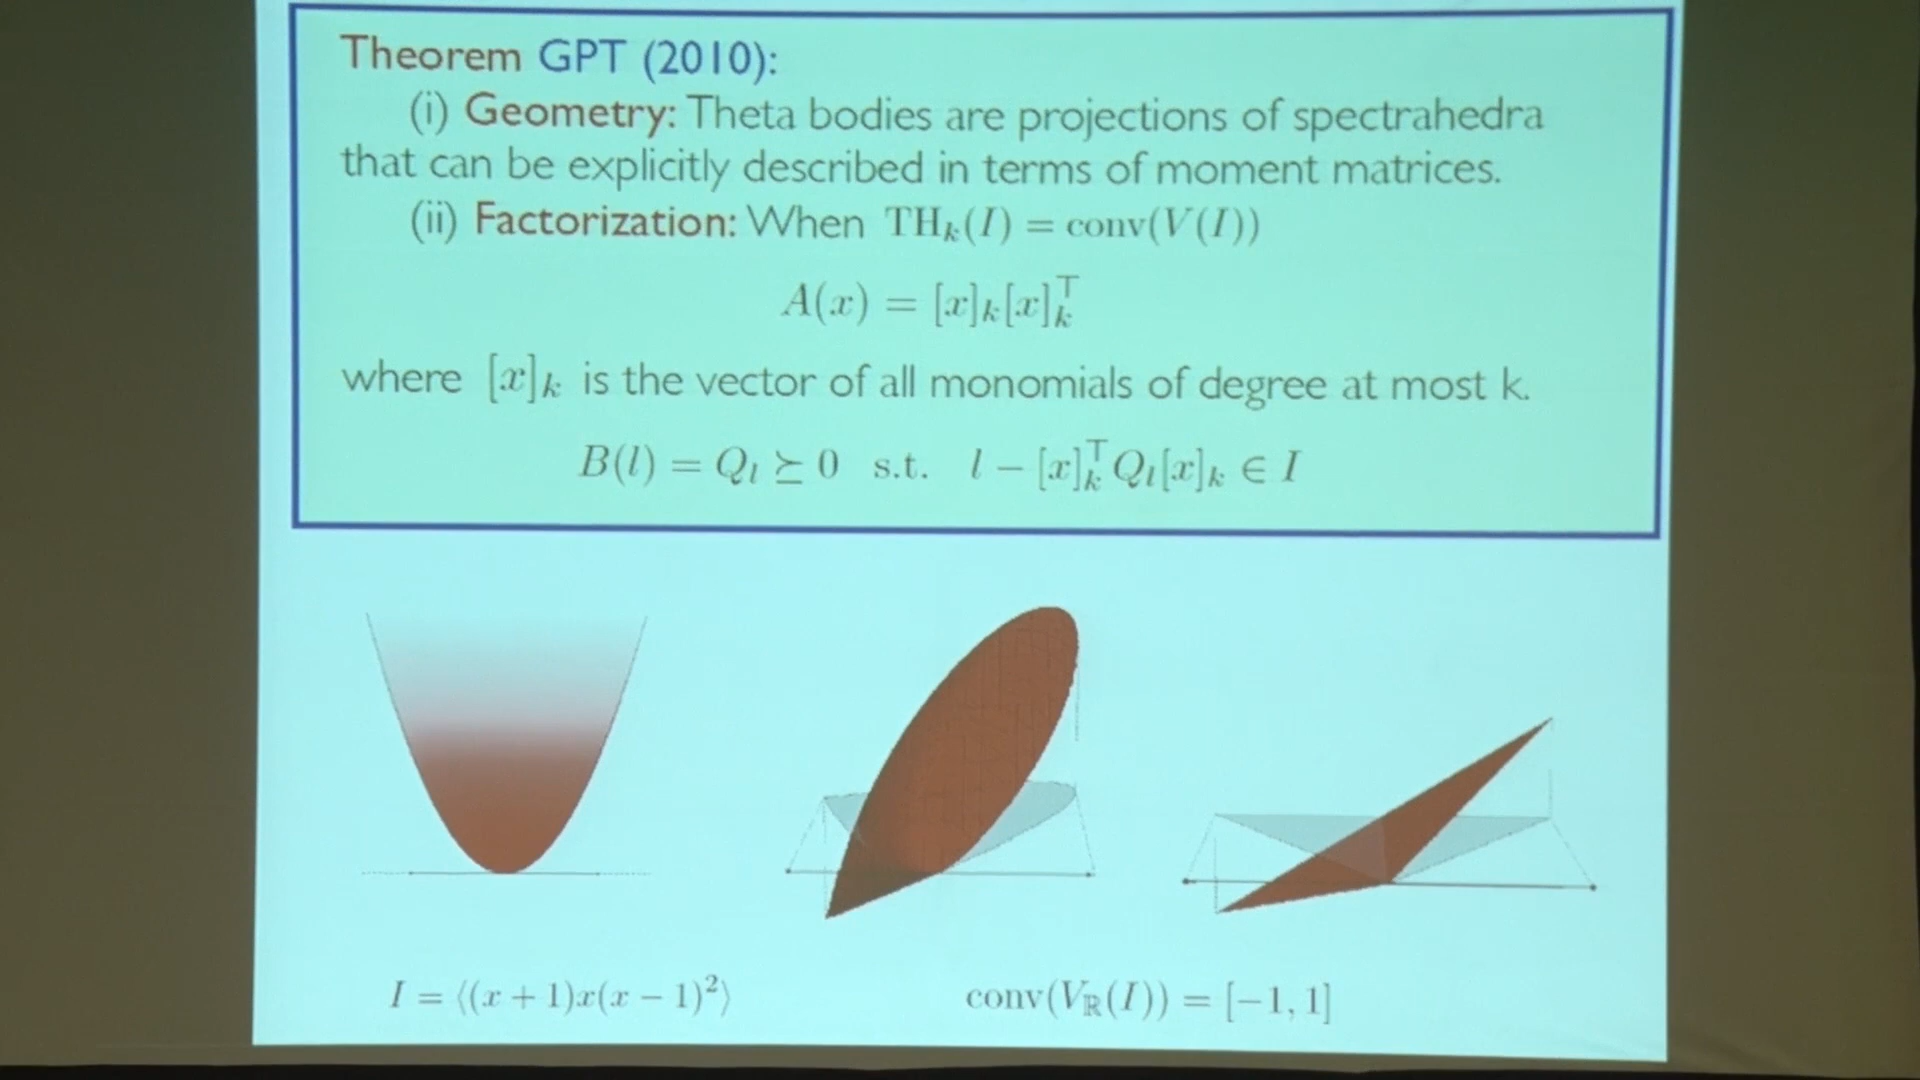 Theorem GPT (2010):
(i) Geometry: Theta bodies are projections of spectrahedra
that can be explicitly described in terms of moment matrices.
(ii) Factorization: When TH_k(I) = conv(V(I))
A(x) = [x]_k[x]_k^⊤
where [x]_k is the vector of all monomials of degree at most k.
B(l) = Q_l ⪰ 0 s.t. l − [x]_k^⊤ Q_l[x]_k ∈ I
I = ⟨(x + 1)x(x − 1)²⟩ conv(V_ℝ(I)) = [−1, 1]